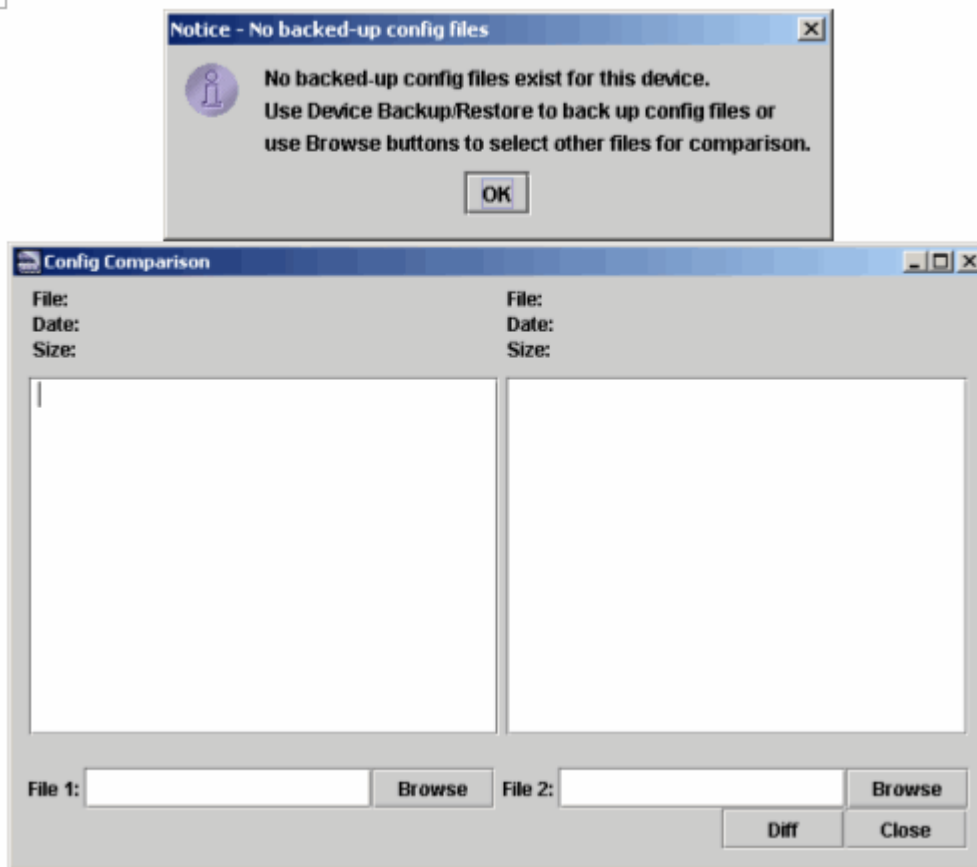 Notice - No backed-up config files
No backed-up config files exist for this device.
Use Device Backup/Restore to back up config files or
use Browse buttons to select other files for comparison.
OK
Config Comparison
File:
Date:
Size:
File:
Date:
Size:
File 1:
Browse
File 2:
Browse
Diff
Close